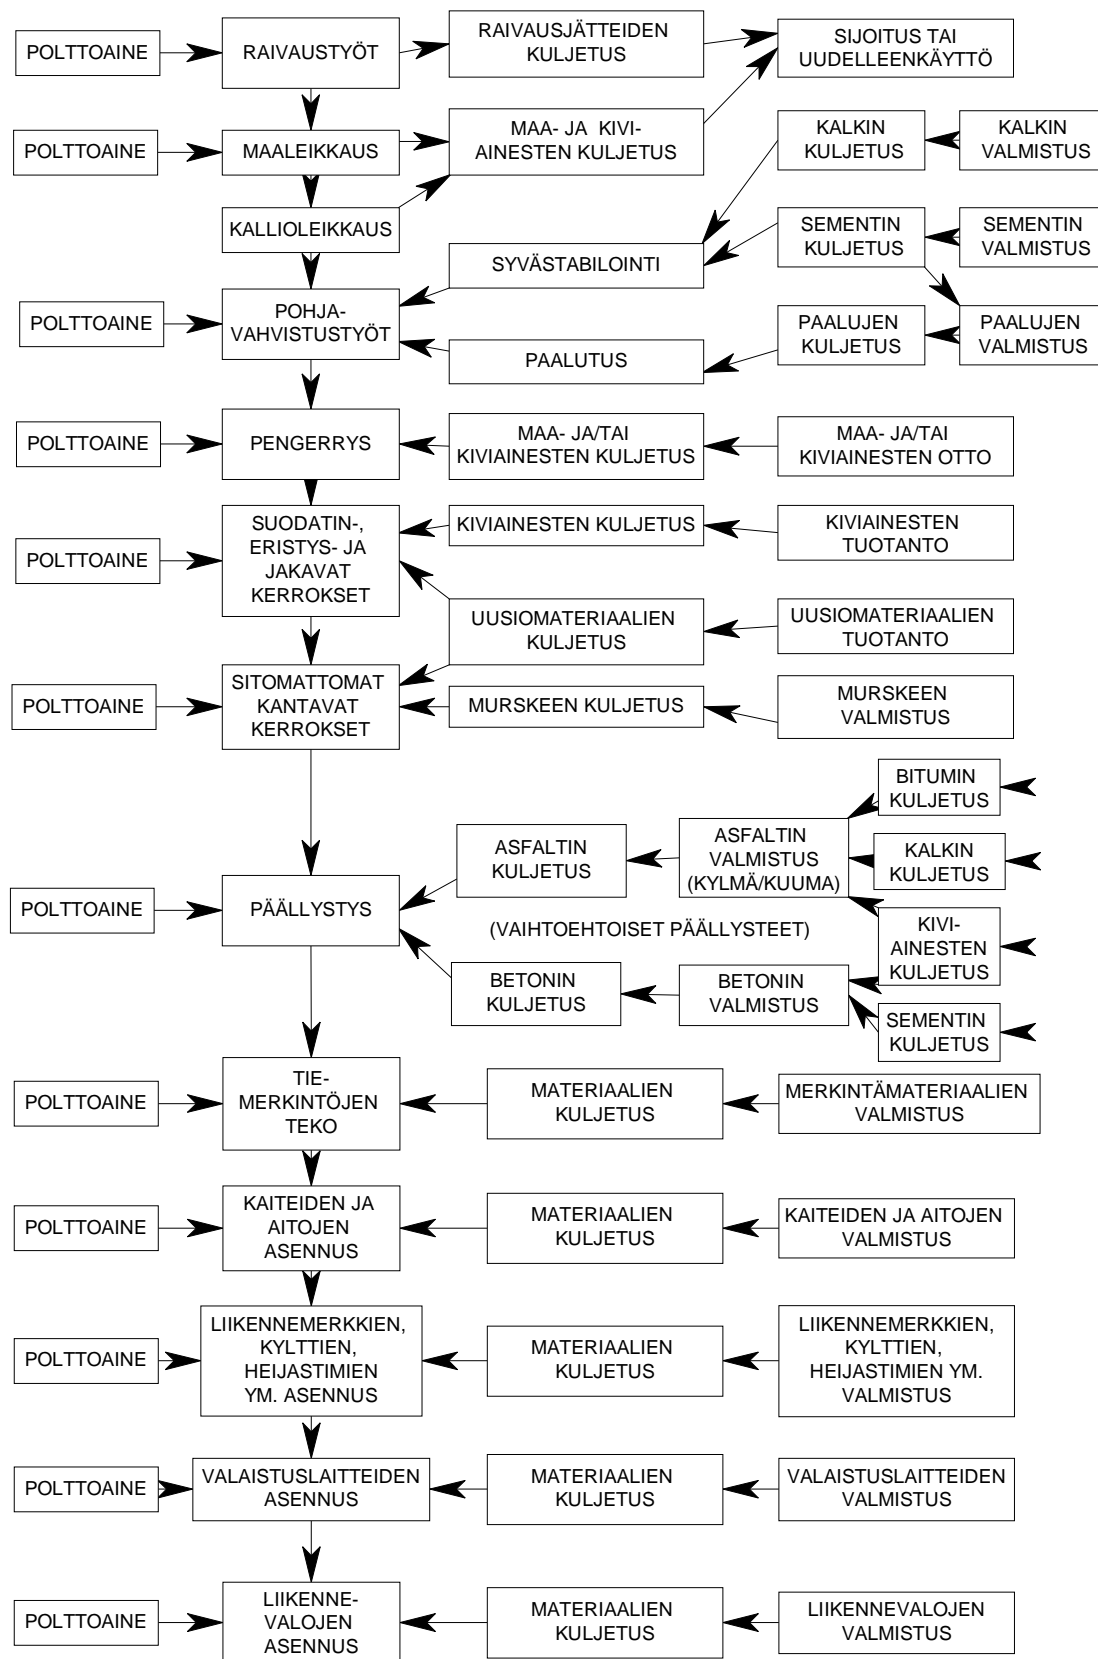 POLTTOAINE
RAIVAUSTYÖT
RAIVAUSJÄTTEIDEN
KULJETUS
SIJOITUS TAI
UUDELLEENKÄYTTÖ
POLTTOAINE
MAALEIKKAUS
MAA- JA KIVI-
AINESTEN KULJETUS
KALKIN
KULJETUS
KALKIN
VALMISTUS
KALLIOLEIKKAUS
SYVÄSTABILOINTI
SEMENTIN
KULJETUS
SEMENTIN
VALMISTUS
POLTTOAINE
POHJA-
VAHVISTUSTYÖT
PAALUTUS
PAALUJEN
KULJETUS
PAALUJEN
VALMISTUS
POLTTOAINE
PENGERRYS
MAA- JA/TAI
KIVIAINESTEN KULJETUS
MAA- JA/TAI
KIVIAINESTEN OTTO
POLTTOAINE
SUODATIN-,
ERISTYS- JA
JAKAVAT
KERROKSET
KIVIAINESTEN KULJETUS
KIVIAINESTEN
TUOTANTO
UUSIOMATERIAALIEN
KULJETUS
UUSIOMATERIAALIEN
TUOTANTO
POLTTOAINE
SITOMATTOMAT
KANTAVAT
KERROKSET
MURSKEEN KULJETUS
MURSKEEN
VALMISTUS
POLTTOAINE
PÄÄLLYSTYS
ASFALTIN
KULJETUS
ASFALTIN
VALMISTUS
(KYLMÄ/KUUMA)
BITUMIN
KULJETUS
KALKIN
KULJETUS
(VAIHTOEHTOISET PÄÄLLYSTEET)
KIVI-
AINESTEN
KULJETUS
BETONIN
KULJETUS
BETONIN
VALMISTUS
SEMENTIN
KULJETUS
POLTTOAINE
TIE-
MERKINTÖJEN
TEKO
MATERIAALIEN
KULJETUS
MERKINTÄMATERIAALIEN
VALMISTUS
POLTTOAINE
KAITEIDEN JA
AITOJEN
ASENNUS
MATERIAALIEN
KULJETUS
KAITEIDEN JA AITOJEN
VALMISTUS
POLTTOAINE
LIIKENNEMERKKIEN,
KYLTTIEN,
HEIJASTIMIEN
YM. ASENNUS
MATERIAALIEN
KULJETUS
LIIKENNEMERKKIEN,
KYLTTIEN,
HEIJASTIMIEN YM.
VALMISTUS
POLTTOAINE
VALAISTUSLAITTEIDEN
ASENNUS
MATERIAALIEN
KULJETUS
VALAISTUSLAITTEIDEN
VALMISTUS
POLTTOAINE
LIIKENNE-
VALOJEN
ASENNUS
MATERIAALIEN
KULJETUS
LIIKENNEVALOJEN
VALMISTUS